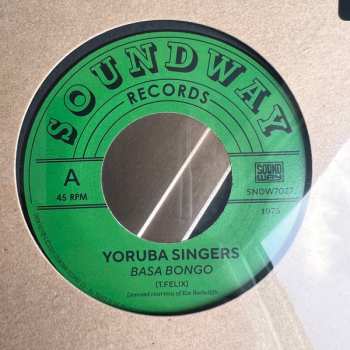 SOUNDWAY
RECORDS
A
45 RPM
SOUND
WAY
SNDW7027
1975
YORUBA SINGERS
BASA BONGO
(T.FELIX)